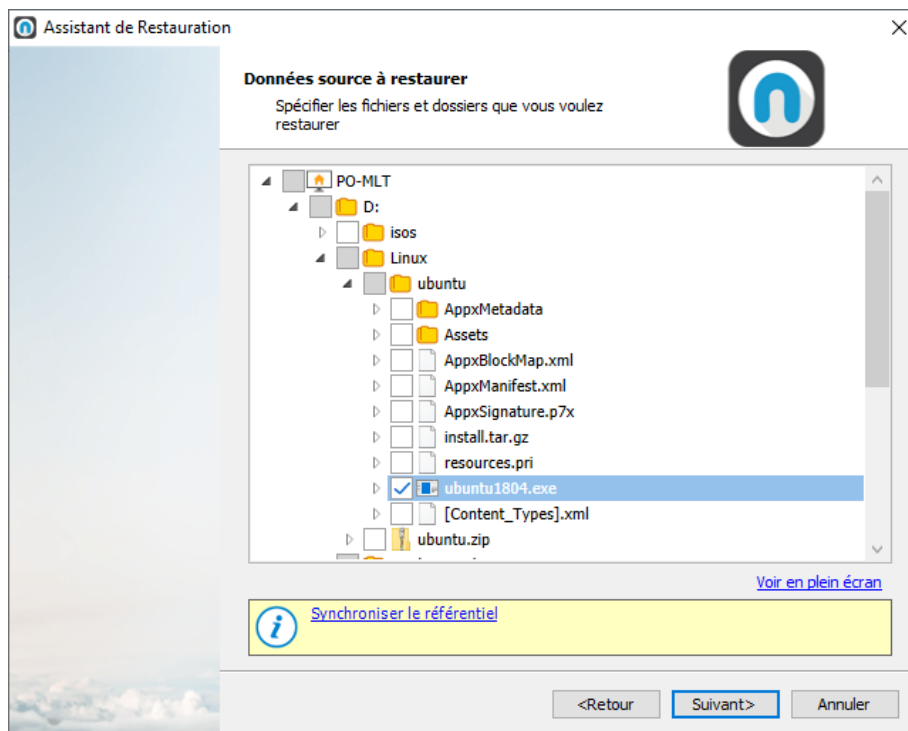 Assistant de Restauration
Données source à restaurer
Spécifier les fichiers et dossiers que vous voulez
restaurer
PO-MLT
D:
isos
Linux
ubuntu
AppxMetadata
Assets
AppxBlockMap.xml
AppxManifest.xml
AppxSignature.p7x
install.tar.gz
resources.pri
ubuntu1804.exe
[Content_Types].xml
ubuntu.zip
Voir en plein écran
Synchroniser le référentiel
<Retour
Suivant>
Annuler